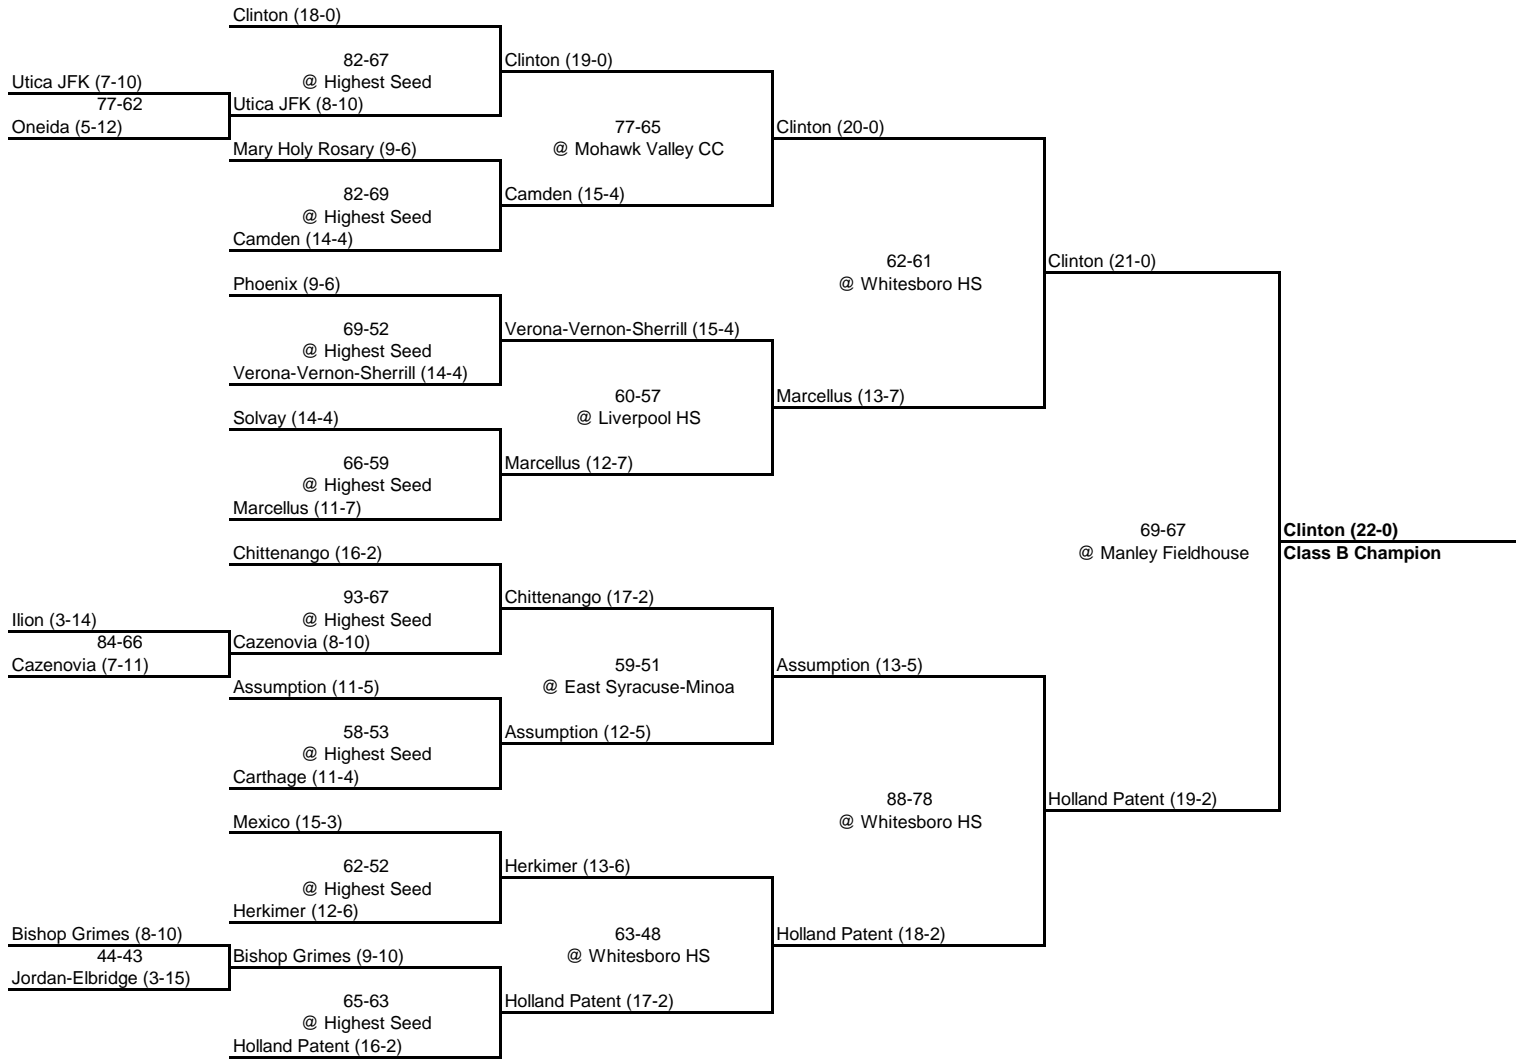 Clinton (18-0)
82-67
@ Highest Seed
Utica JFK (7-10)
77-62
Oneida (5-12)
Utica JFK (8-10)
Clinton (19-0)
Mary Holy Rosary (9-6)
82-69
@ Highest Seed
Camden (14-4)
77-65
@ Mohawk Valley CC
Camden (15-4)
Clinton (20-0)
Phoenix (9-6)
69-52
@ Highest Seed
Verona-Vernon-Sherrill (14-4)
Verona-Vernon-Sherrill (15-4)
62-61
@ Whitesboro HS
Clinton (21-0)
Solvay (14-4)
66-59
@ Highest Seed
Marcellus (11-7)
60-57
@ Liverpool HS
Marcellus (12-7)
Marcellus (13-7)
69-67
@ Manley Fieldhouse
Clinton (22-0)
Class B Champion
Chittenango (16-2)
93-67
@ Highest Seed
Ilion (3-14)
84-66
Cazenovia (7-11)
Cazenovia (8-10)
Chittenango (17-2)
59-51
@ East Syracuse-Minoa
Assumption (13-5)
Assumption (11-5)
58-53
@ Highest Seed
Carthage (11-4)
Assumption (12-5)
88-78
@ Whitesboro HS
Holland Patent (19-2)
Mexico (15-3)
62-52
@ Highest Seed
Herkimer (12-6)
Herkimer (13-6)
63-48
@ Whitesboro HS
Holland Patent (18-2)
Bishop Grimes (8-10)
44-43
Jordan-Elbridge (3-15)
Bishop Grimes (9-10)
65-63
@ Highest Seed
Holland Patent (16-2)
Holland Patent (17-2)